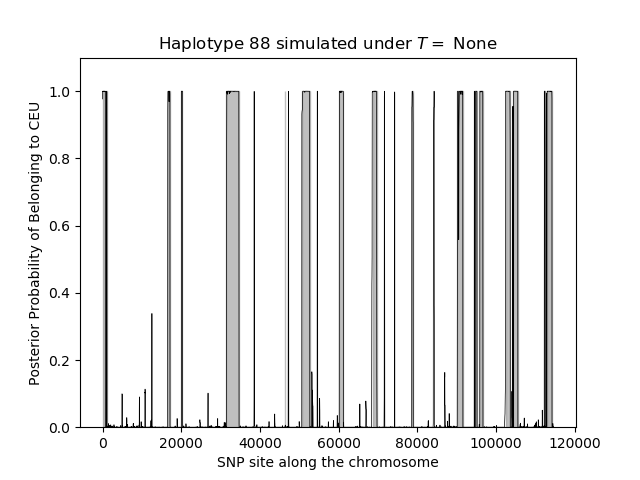 Haplotype 88 simulated under T = None
Posterior Probability of Belonging to CEU
1.0
0.8
0.6
0.4
0.2
0.0
0 20000 40000 60000 80000 100000 120000
SNP site along the chromosome